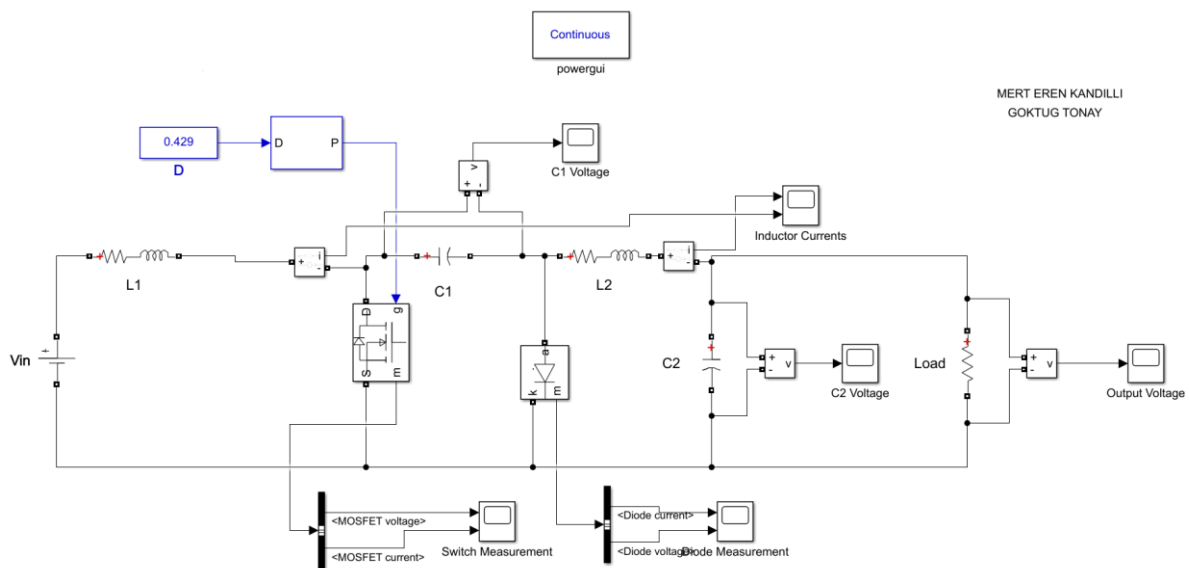 Continuous
powergui
MERT EREN KANDILLI
GOKTUG TONAY
0.429
D
D
P
v
+
-
C1 Voltage
Inductor Currents
L1
+
i
-
C1
L2
+
i
-
D
g
S
m
a
k
m
Vin
+
C2
+
-
v
C2 Voltage
Load
+
-
v
Output Voltage
<MOSFET voltage>
<MOSFET current>
Switch Measurement
<Diode current>
<Diode voltage>
Diode Measurement